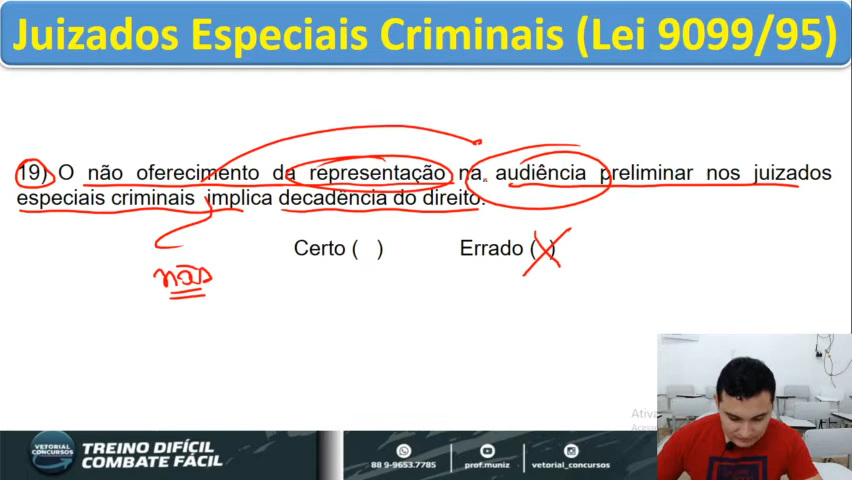 Juizados Especiais Criminais (Lei 9099/95)
19) O não oferecimento da representação na audiência preliminar nos juizados
especiais criminais implica decadência do direito.
Certo ( ) Errado ( )
não
Ativa
Acess
VETORIAL
CONCURSOS
TREINO DIFÍCIL
COMBATE FÁCIL
88 9-9653.7785 prof.muniz vetorial_concursos